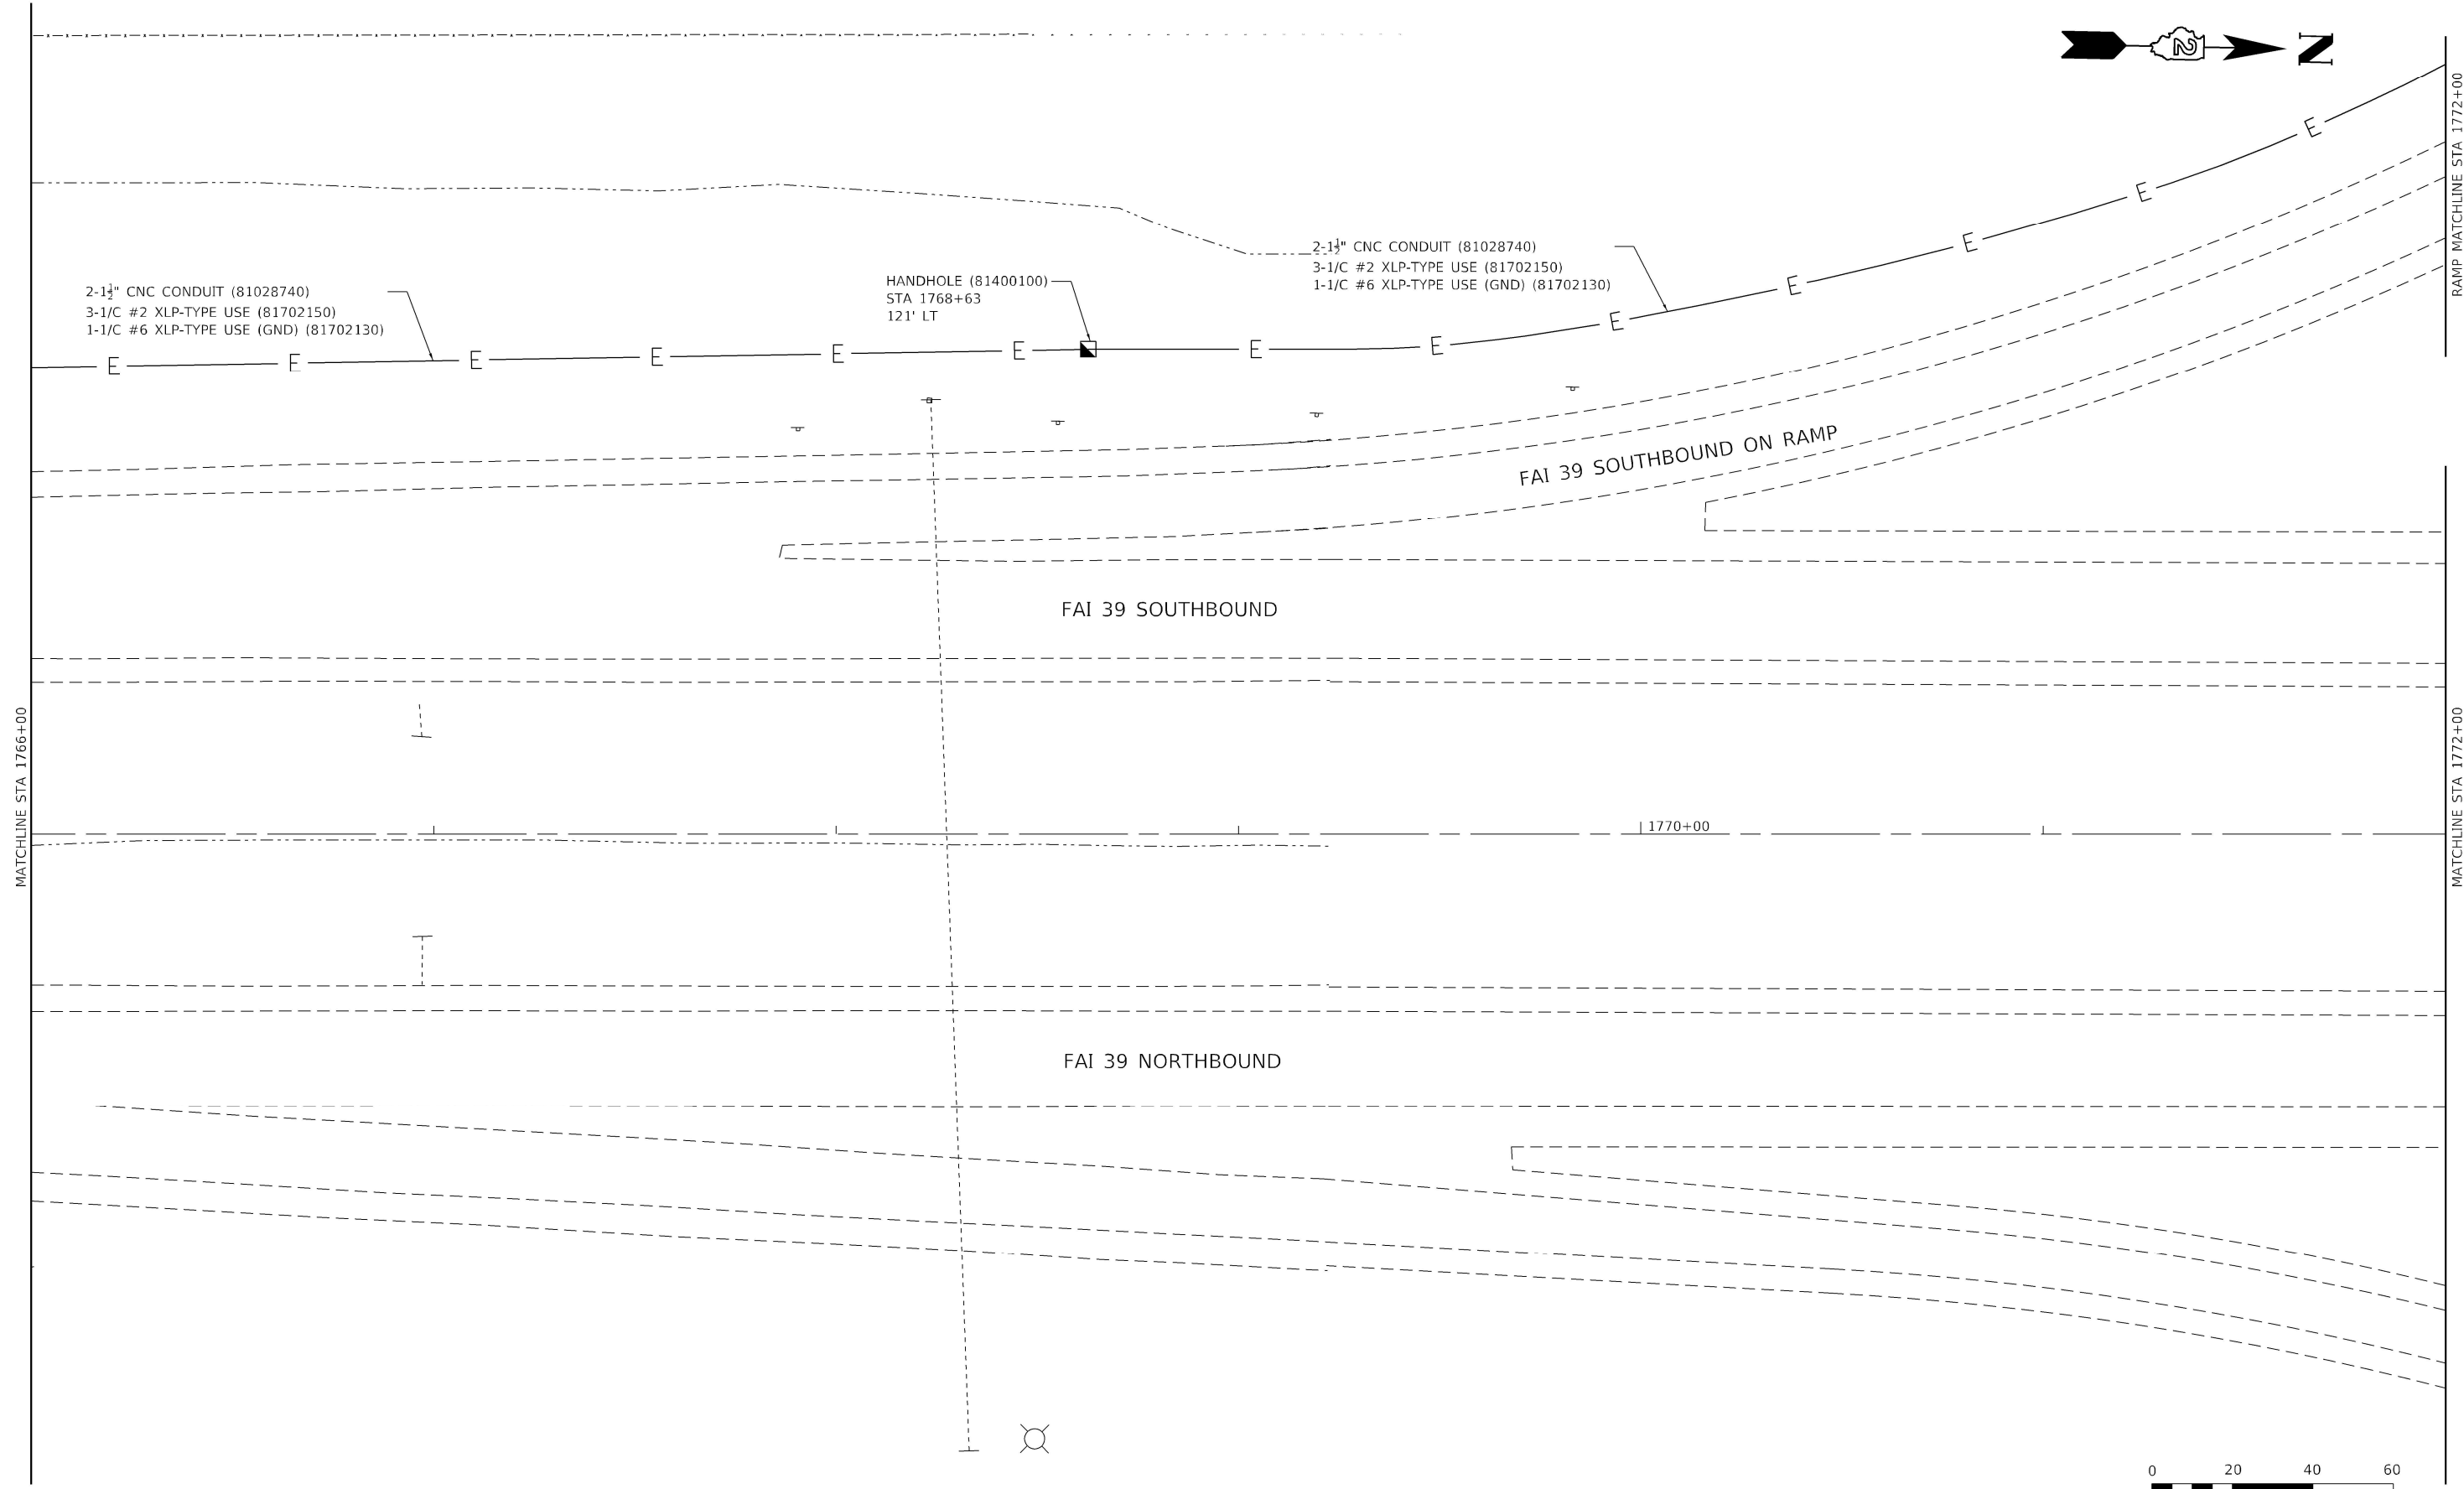 2
N
RAMP MATCHLINE STA 1772+00
2-1½" CNC CONDUIT (81028740)
3-1/C #2 XLP-TYPE USE (81702150)
1-1/C #6 XLP-TYPE USE (GND) (81702130)
HANDHOLE (81400100)
STA 1768+63
121' LT
2-1½" CNC CONDUIT (81028740)
3-1/C #2 XLP-TYPE USE (81702150)
1-1/C #6 XLP-TYPE USE (GND) (81702130)
E E E E E E E E E E E E E
FAI 39 SOUTHBOUND ON RAMP
FAI 39 SOUTHBOUND
MATCHLINE STA 1766+00
1770+00
MATCHLINE STA 1772+00
FAI 39 NORTHBOUND
0 20 40 60